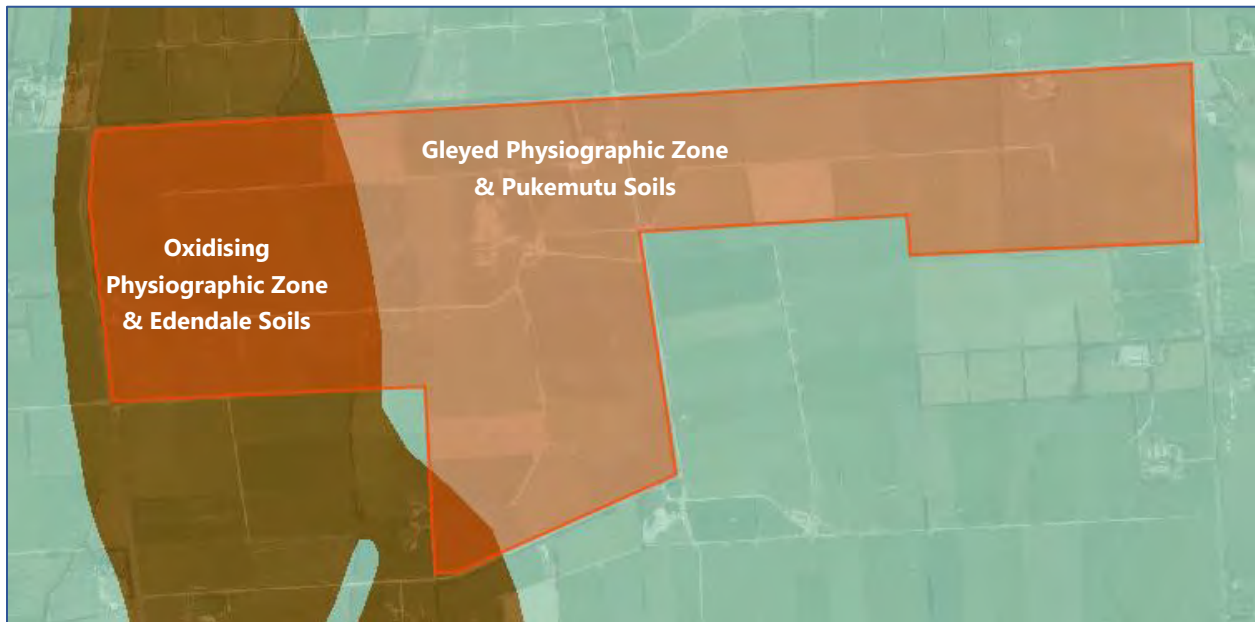 Gleyed Physiographic Zone
& Pukemutu Soils
Oxidising
Physiographic Zone
& Edendale Soils